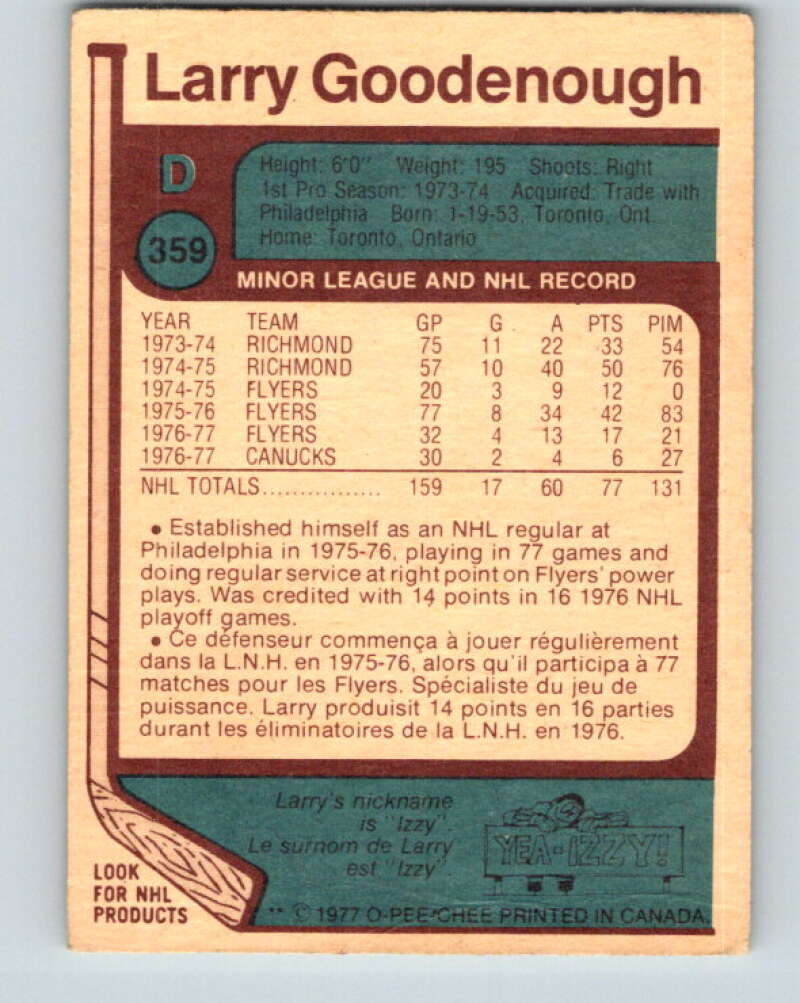 Larry Goodenough
D
Height: 6'0" Weight: 195 Shoots: Right
1st Pro Season: 1973-74 Acquired: Trade with
Philadelphia Born: 1-19-53, Toronto, Ont.
Home: Toronto, Ontario
359
MINOR LEAGUE AND NHL RECORD
YEAR TEAM GP G A PTS PIM
1973-74 RICHMOND 75 11 22 33 54
1974-75 RICHMOND 57 10 40 50 76
1974-75 FLYERS 20 3 9 12 0
1975-76 FLYERS 77 8 34 42 83
1976-77 FLYERS 32 4 13 17 21
1976-77 CANUCKS 30 2 4 6 27
NHL TOTALS................ 159 17 60 77 131
• Established himself as an NHL regular at
Philadelphia in 1975-76, playing in 77 games and
doing regular service at right point on Flyers' power
plays. Was credited with 14 points in 16 1976 NHL
playoff games.
• Ce défenseur commença à jouer régulièrement
dans la L.N.H. en 1975-76, alors qu'il participa à 77
matches pour les Flyers. Spécialiste du jeu de
puissance. Larry produisit 14 points en 16 parties
durant les éliminatoires de la L.N.H. en 1976.
Larry's nickname
is "Izzy".
Le surnom de Larry
est "Izzy".
YEA-IZZY!
LOOK
FOR NHL
PRODUCTS
** © 1977 O-PEE-CHEE PRINTED IN CANADA.